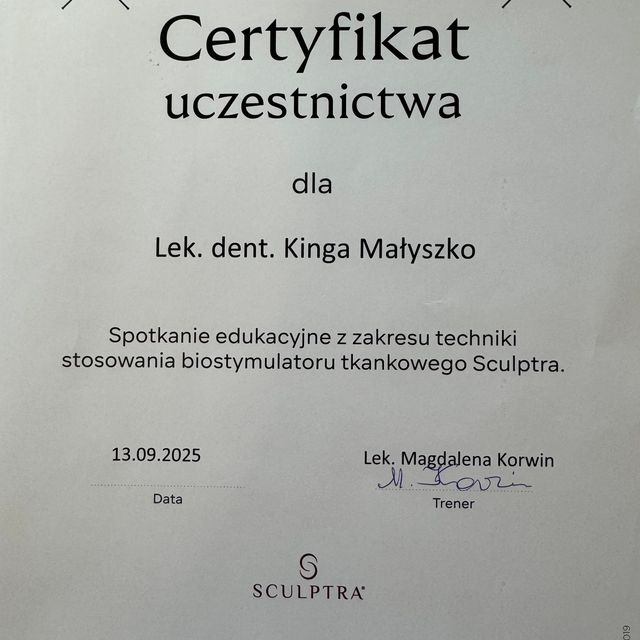 Certyfikat
uczestnictwa
dla
Lek. dent. Kinga Małyszko
Spotkanie edukacyjne z zakresu techniki
stosowania biostymulatoru tkankowego Sculptra.
13.09.2025
Data
Lek. Magdalena Korwin
M. Korwin
Trener
SCULPTRA®